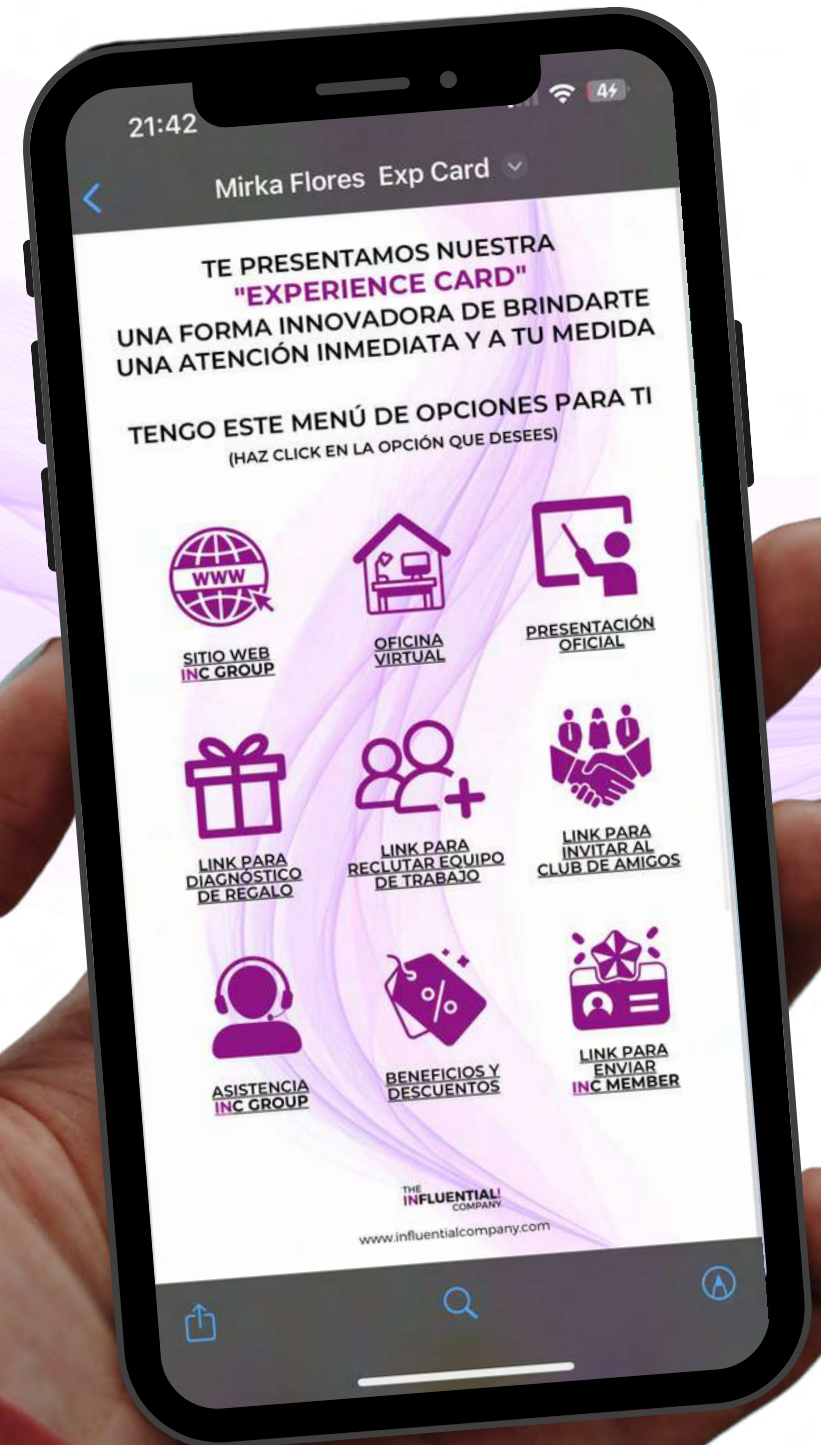 21:42
4
Mirka Flores Exp Card
TE PRESENTAMOS NUESTRA
"EXPERIENCE CARD"
UNA FORMA INNOVADORA DE BRINDARTE
UNA ATENCIÓN INMEDIATA Y A TU MEDIDA
TENGO ESTE MENÚ DE OPCIONES PARA TI
(HAZ CLICK EN LA OPCIÓN QUE DESEES)
WWW
SITIO WEB
INC GROUP
OFICINA
VIRTUAL
PRESENTACIÓN
OFICIAL
LINK PARA
DIAGNÓSTICO
DE REGALO
LINK PARA
RECLUTAR EQUIPO
DE TRABAJO
LINK PARA
INVITAR AL
CLUB DE AMIGOS
ASISTENCIA
INC GROUP
%
BENEFICIOS Y
DESCUENTOS
LINK PARA
ENVIAR
INC MEMBER
THE
INFLUENTIAL!
COMPANY
www.influentialcompany.com